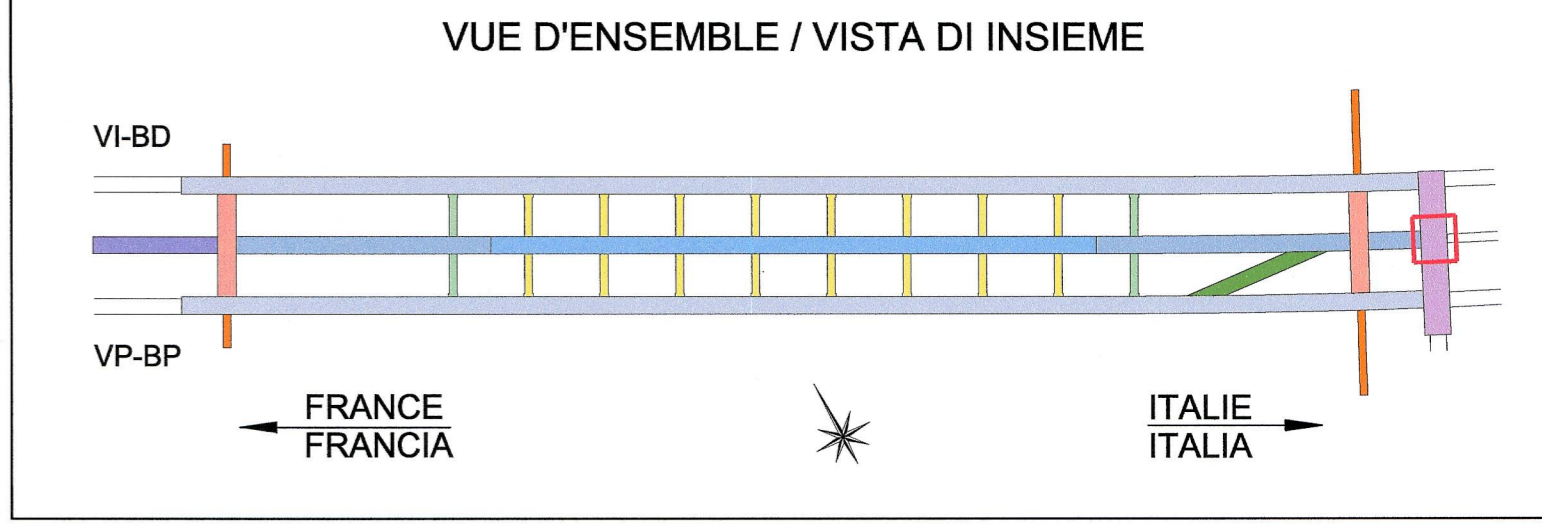 VUE D'ENSEMBLE / VISTA DI INSIEME
VI-BD
VP-BP
FRANCE
FRANCIA
ITALIE
ITALIA